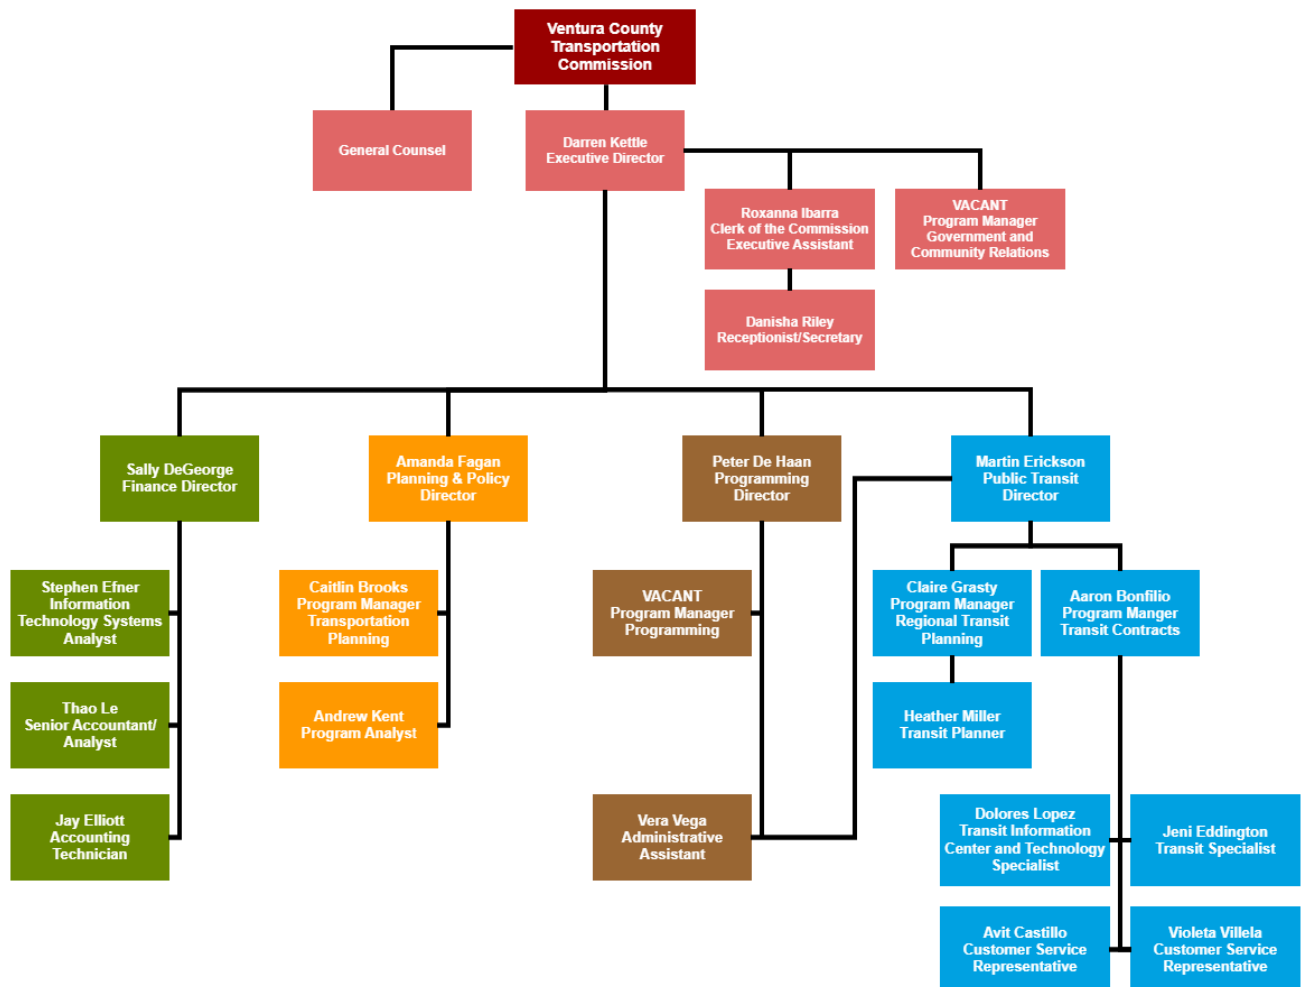 Ventura County
Transportation
Commission
General Counsel
Darren Kettle
Executive Director
Roxanna Ibarra
Clerk of the Commission
Executive Assistant
VACANT
Program Manager
Government and
Community Relations
Danisha Riley
Receptionist/Secretary
Sally DeGeorge
Finance Director
Amanda Fagan
Planning & Policy
Director
Peter De Haan
Programming
Director
Martin Erickson
Public Transit
Director
Stephen Efner
Information
Technology Systems
Analyst
Caitlin Brooks
Program Manager
Transportation
Planning
VACANT
Program Manager
Programming
Claire Grasty
Program Manager
Regional Transit
Planning
Aaron Bonfilio
Program Manger
Transit Contracts
Thao Le
Senior Accountant/
Analyst
Andrew Kent
Program Analyst
Heather Miller
Transit Planner
Jay Elliott
Accounting
Technician
Vera Vega
Administrative
Assistant
Dolores Lopez
Transit Information
Center and Technology
Specialist
Jeni Eddington
Transit Specialist
Avit Castillo
Customer Service
Representative
Violeta Villela
Customer Service
Representative